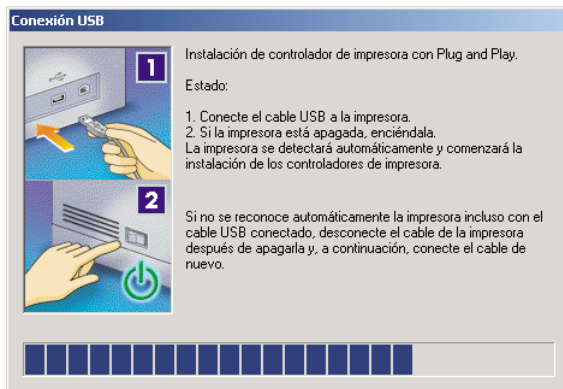 Conexión USB
1
Instalación de controlador de impresora con Plug and Play.
Estado:
1. Conecte el cable USB a la impresora.
2. Si la impresora está apagada, enciéndala.
La impresora se detectará automáticamente y comenzará la
instalación de los controladores de impresora.
2
Si no se reconoce automáticamente la impresora incluso con el
cable USB conectado, desconecte el cable de la impresora
después de apagarla y, a continuación, conecte el cable de
nuevo.